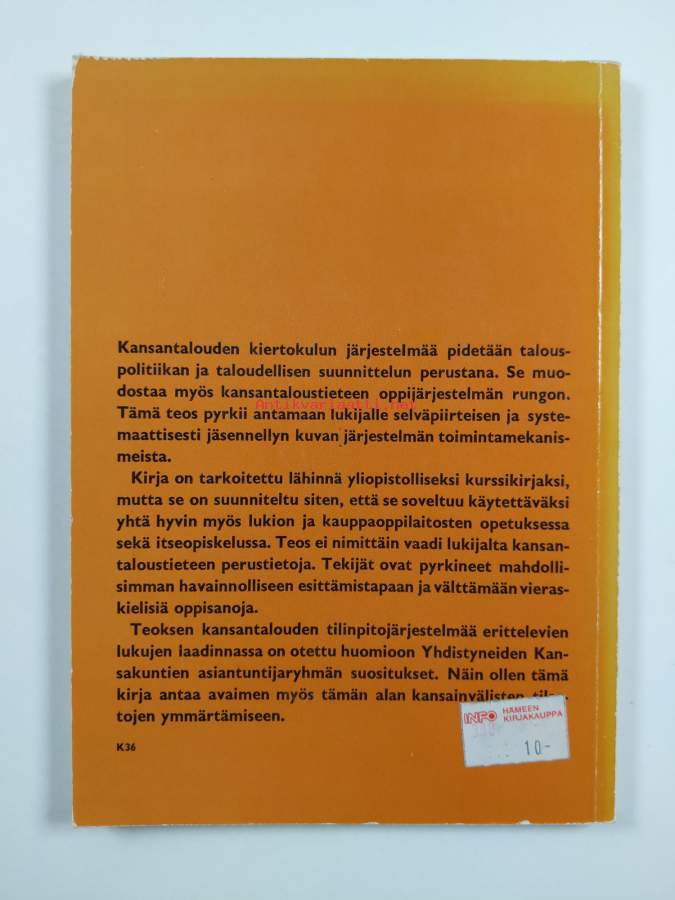 Kansantalouden kiertokulun järjestelmää pidetään talous-
politiikan ja taloudellisen suunnittelun perustana. Se muo-
dostaa myös kansantaloustieteen oppijärjestelmän rungon.
Antikvariaatti.net
Tämä teos pyrkii antamaan lukijalle selväpiirteisen ja syste-
maattisesti jäsennellyn kuvan järjestelmän toimintamekanis-
meista.
Kirja on tarkoitettu lähinnä yliopistolliseksi kurssikirjaksi,
mutta se on suunniteltu siten, että se soveltuu käytettäväksi
yhtä hyvin myös lukion ja kauppaoppilaitosten opetuksessa
sekä itseopiskelussa. Teos ei nimittäin vaadi lukijalta kansan-
taloustieteen perustietoja. Tekijät ovat pyrkineet mahdolli-
simman havainnolliseen esittämistapaan ja välttämään vieras-
kielisiä oppisanoja.
Teoksen kansantalouden tilinpitojärjestelmää erittelevien
lukujen laadinnassa on otettu huomioon Yhdistyneiden Kan-
sakuntien asiantuntijaryhmän suositukset. Näin ollen tämä
kirja antaa avaimen myös tämän alan kansainvälisten
tojen ymmärtämiseen.
INFO HÄMEEN
KIRJAKAUPPA
10-
K36